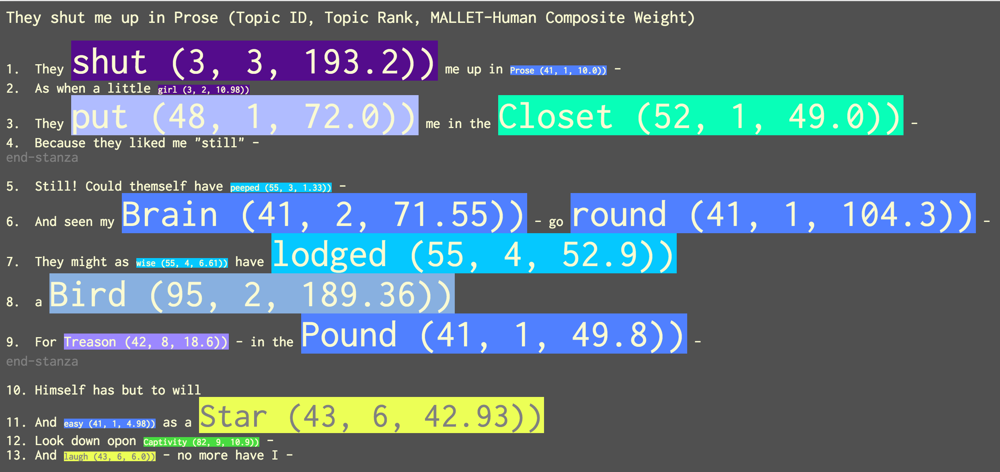 They shut me up in Prose (Topic ID, Topic Rank, MALLET-Human Composite Weight)
1. They shut (3, 3, 193.2)) me up in Prose (41, 1, 10.0)) –
2. As when a little girl (3, 2, 10.98))
3. They put (48, 1, 72.0)) me in the Closet (52, 1, 49.0)) –
4. Because they liked me "still" –
end-stanza
5. Still! Could themself have peeped (55, 3, 1.33)) –
6. And seen my Brain (41, 2, 71.55)) – go round (41, 1, 104.3)) –
7. They might as wise (55, 4, 6.61)) have lodged (55, 4, 52.9))
8. a Bird (95, 2, 189.36))
9. For Treason (42, 8, 18.6)) – in the Pound (41, 1, 49.8)) –
end-stanza
10. Himself has but to will
11. And easy (41, 1, 4.98)) as a Star (43, 6, 42.93))
12. Look down opon Captivity (82, 9, 10.9)) –
13. And laugh (43, 6, 6.0)) – no more have I –